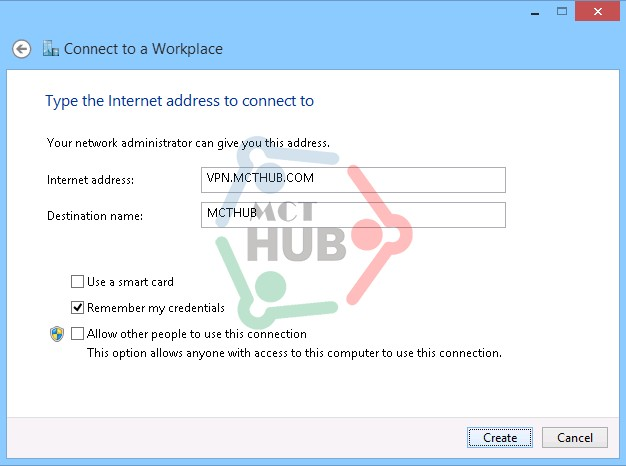 Connect to a Workplace
Type the Internet address to connect to
Your network administrator can give you this address.
Internet address: VPN.MCTHUB.COM
Destination name: MCTHUB
MCT
HUB
Use a smart card
Remember my credentials
Allow other people to use this connection
This option allows anyone with access to this computer to use this connection.
Create Cancel